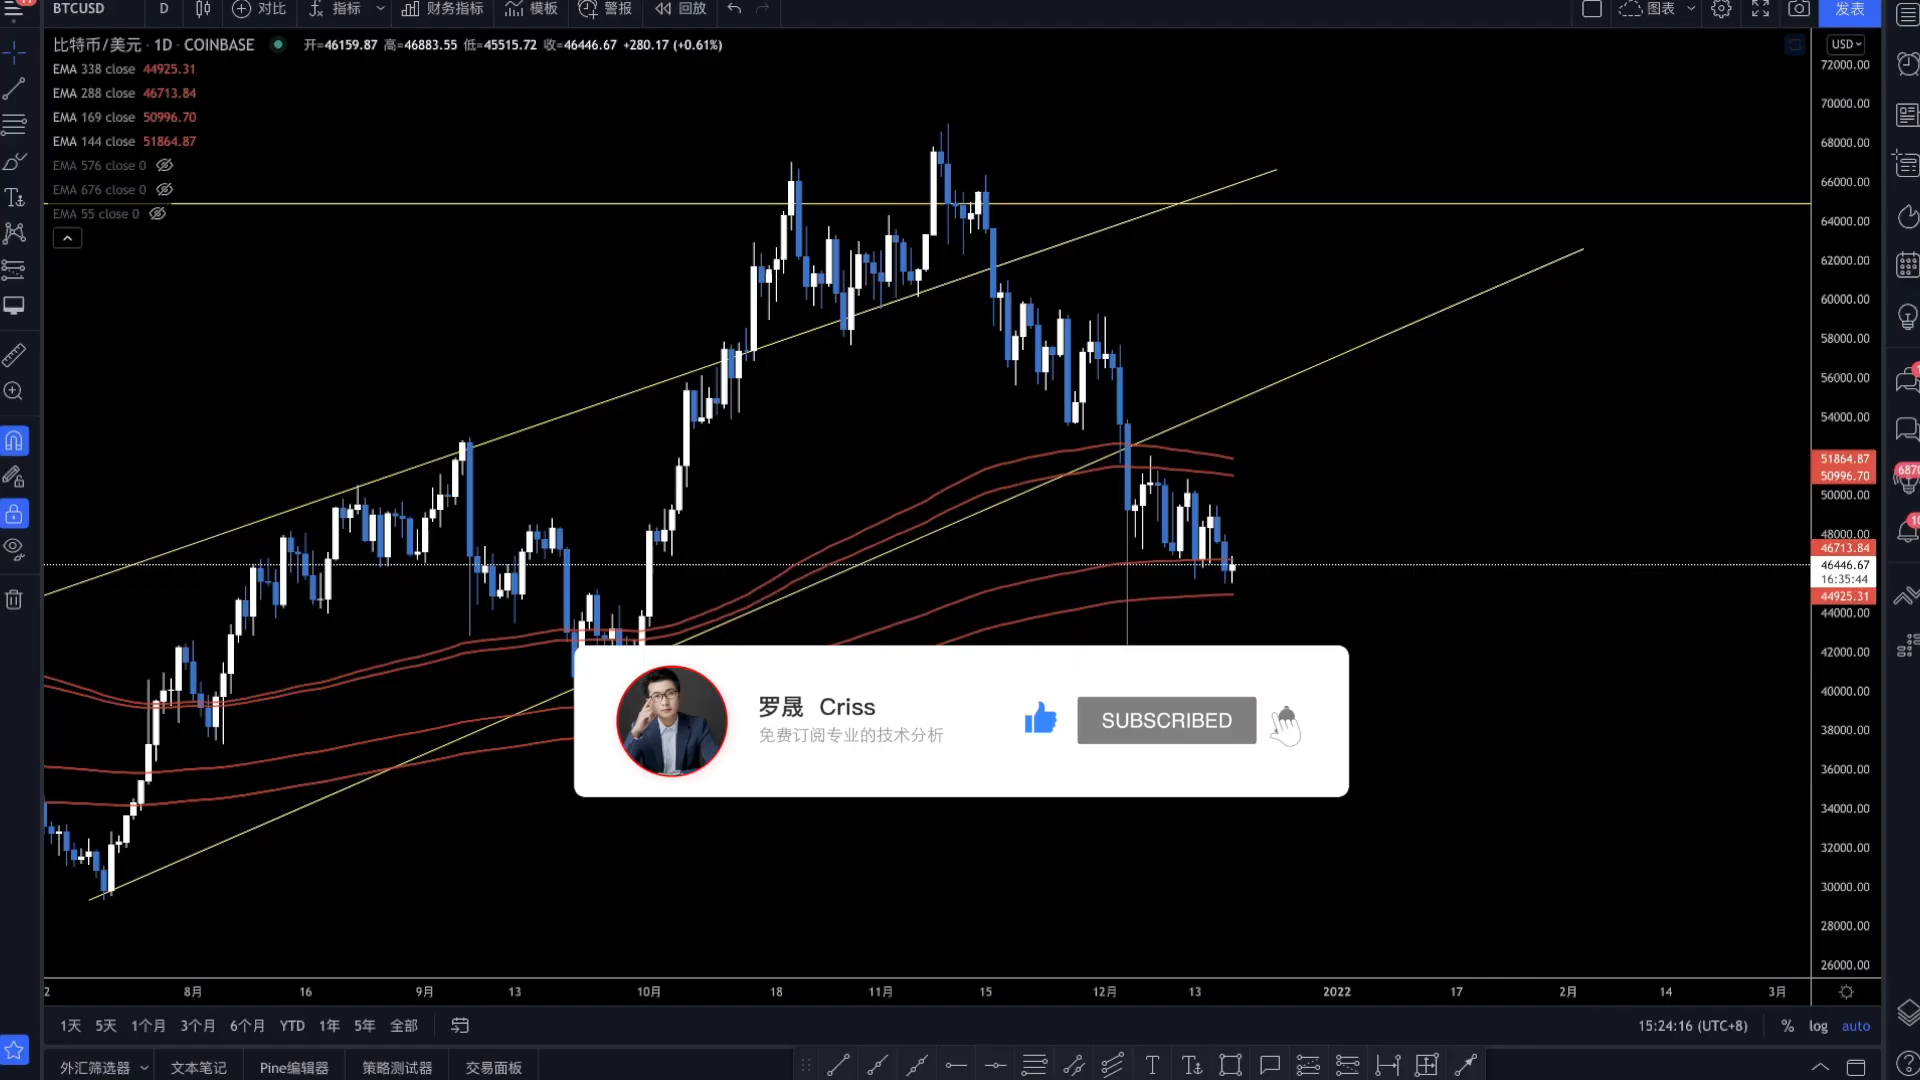 BTCUSD D 对比 指标 财务指标 模板 警报 回放 图表 发表
比特币/美元 · 1D · COINBASE 开=46159.87 高=46883.55 低=45515.72 收=46446.67 +280.17 (+0.61%)
USD
EMA 338 close 44925.31
EMA 288 close 46713.84
EMA 169 close 50996.70
EMA 144 close 51864.87
EMA 576 close 0
EMA 676 close 0
EMA 55 close 0
72000.00
70000.00
68000.00
66000.00
64000.00
62000.00
60000.00
58000.00
56000.00
54000.00
51864.87
50996.70
50000.00
48000.00
46713.84
46446.67
16:35:44
44925.31
44000.00
42000.00
40000.00
38000.00
36000.00
34000.00
32000.00
30000.00
28000.00
26000.00
罗晟 Criss
免费订阅专业的技术分析
SUBSCRIBED
2 8月 16 9月 13 10月 18 11月 15 12月 13 2022 17 2月 14 3月
1天 5天 1个月 3个月 6个月 YTD 1年 5年 全部 15:24:16 (UTC+8) % log auto
外汇筛选器 文本笔记 Pine编辑器 策略测试器 交易面板